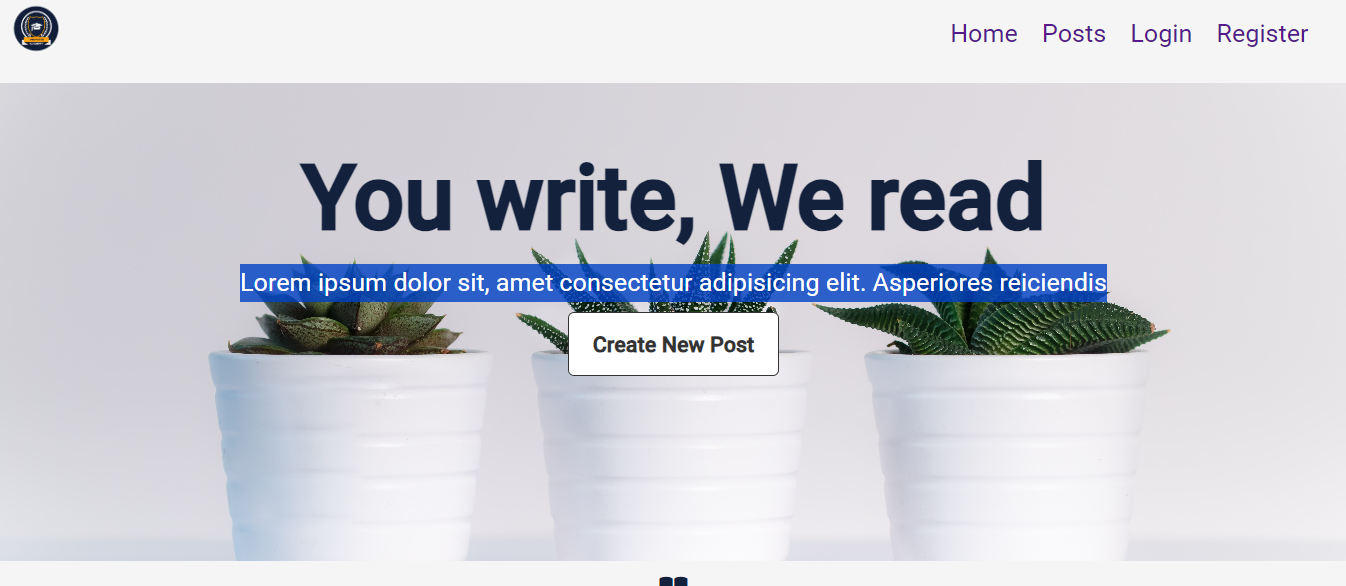 Home Posts Login Register
You write, We read
Lorem ipsum dolor sit, amet consectetur adipisicing elit. Asperiores reiciendis
Create New Post